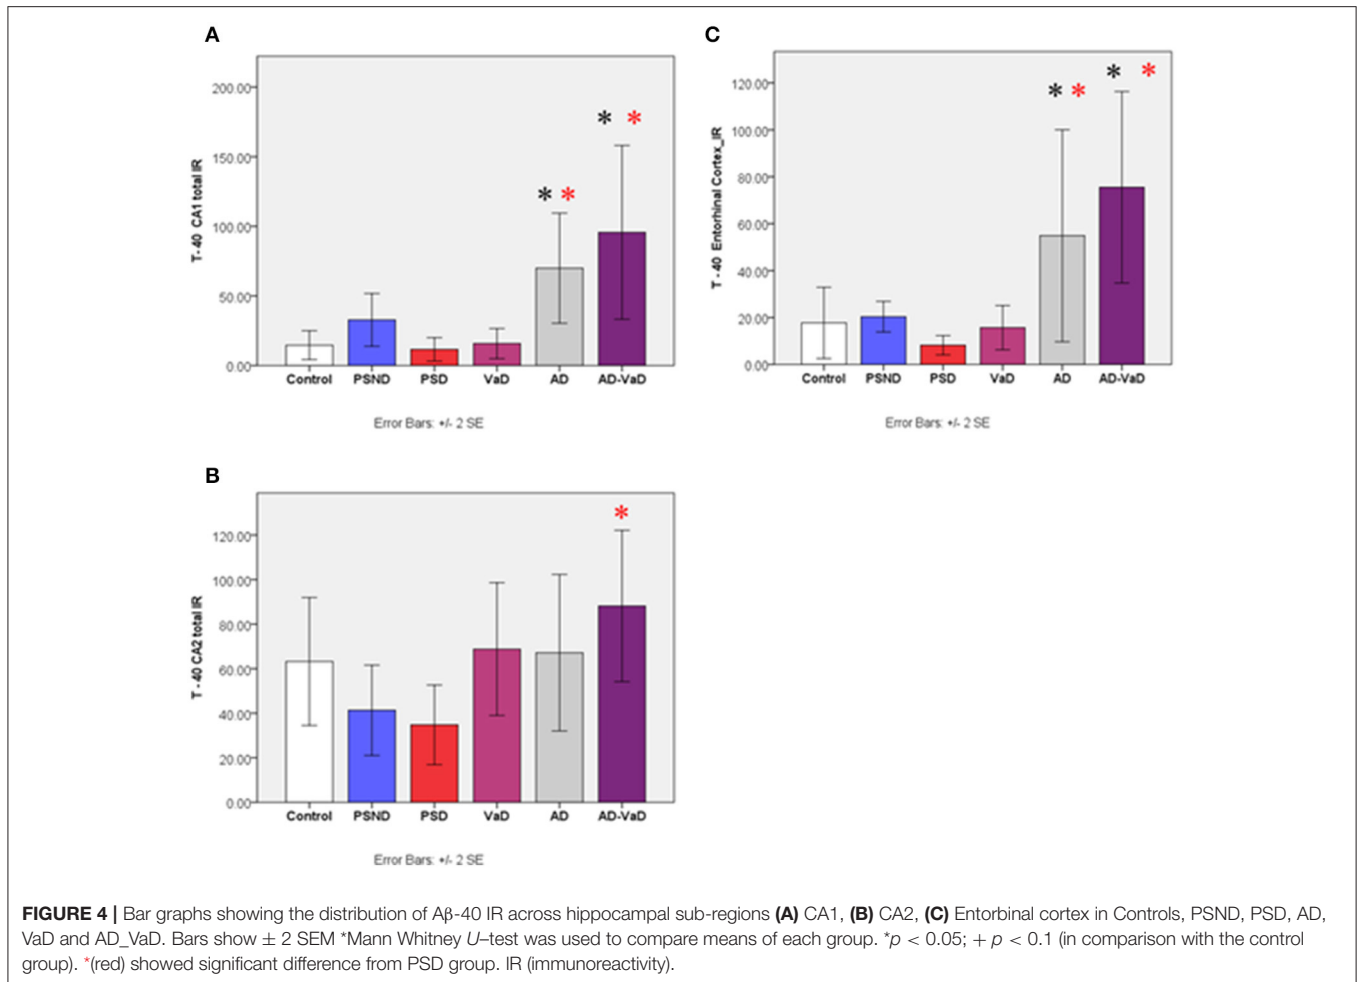 A
200.00
150.00
100.00
50.00
0.00
T - 40 CA1 total IR
* *
* *
Control PSND PSD VaD AD AD-VaD
Error Bars: +/- 2 SE
C
120.00
100.00
80.00
60.00
40.00
20.00
0.00
T - 40 Entorhinal Cortex_IR
* *
* *
Control PSND PSD VaD AD AD-VaD
Error Bars: +/- 2 SE
B
120.00
100.00
80.00
60.00
40.00
20.00
0.00
T - 40 CA2 total IR
*
Control PSND PSD VaD AD AD-VaD
Error Bars: +/- 2 SE
FIGURE 4 | Bar graphs showing the distribution of Aβ-40 IR across hippocampal sub-regions (A) CA1, (B) CA2, (C) Entorbinal cortex in Controls, PSND, PSD, AD,
VaD and AD_VaD. Bars show ± 2 SEM *Mann Whitney U–test was used to compare means of each group. *p < 0.05; + p < 0.1 (in comparison with the control
group). *(red) showed significant difference from PSD group. IR (immunoreactivity).